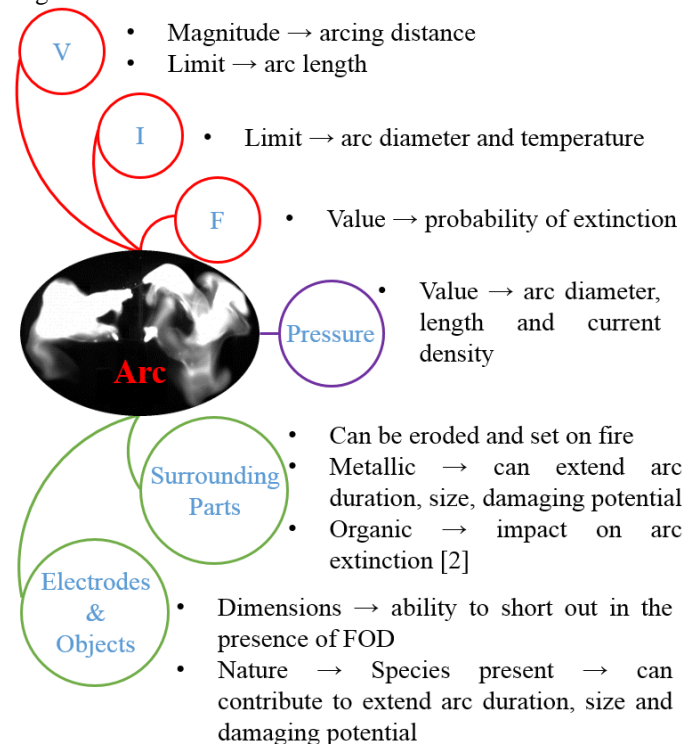 V
• Magnitude → arcing distance
• Limit → arc length
I
• Limit → arc diameter and temperature
F
• Value → probability of extinction
Arc
Pressure
• Value → arc diameter,
length and current
density
Surrounding
Parts
• Can be eroded and set on fire
• Metallic → can extend arc
duration, size, damaging potential
• Organic → impact on arc
extinction [2]
Electrodes
&
Objects
• Dimensions → ability to short out in the
presence of FOD
• Nature → Species present → can
contribute to extend arc duration, size and
damaging potential